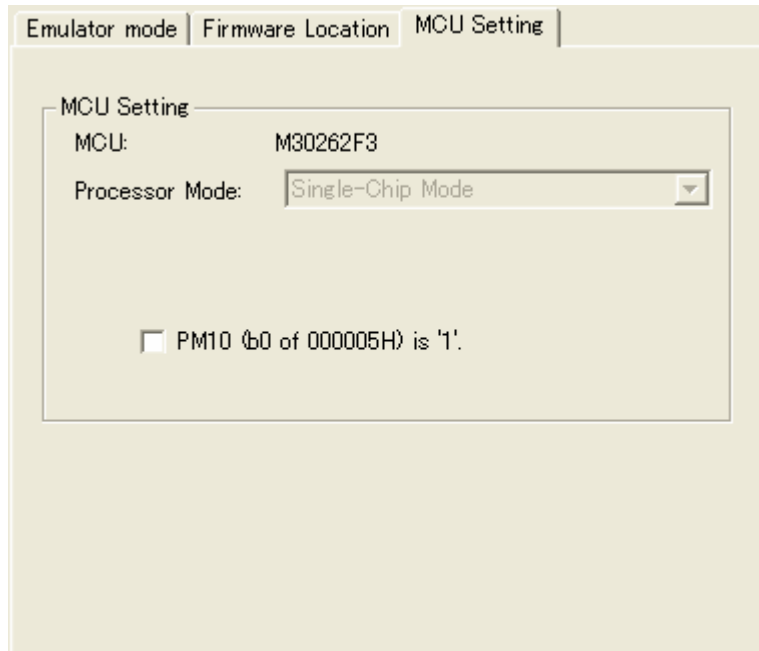 Emulator mode Firmware Location MCU Setting
MCU Setting
MCU: M30262F3
Processor Mode: Single-Chip Mode
PM10 (b0 of 000005H) is '1'.